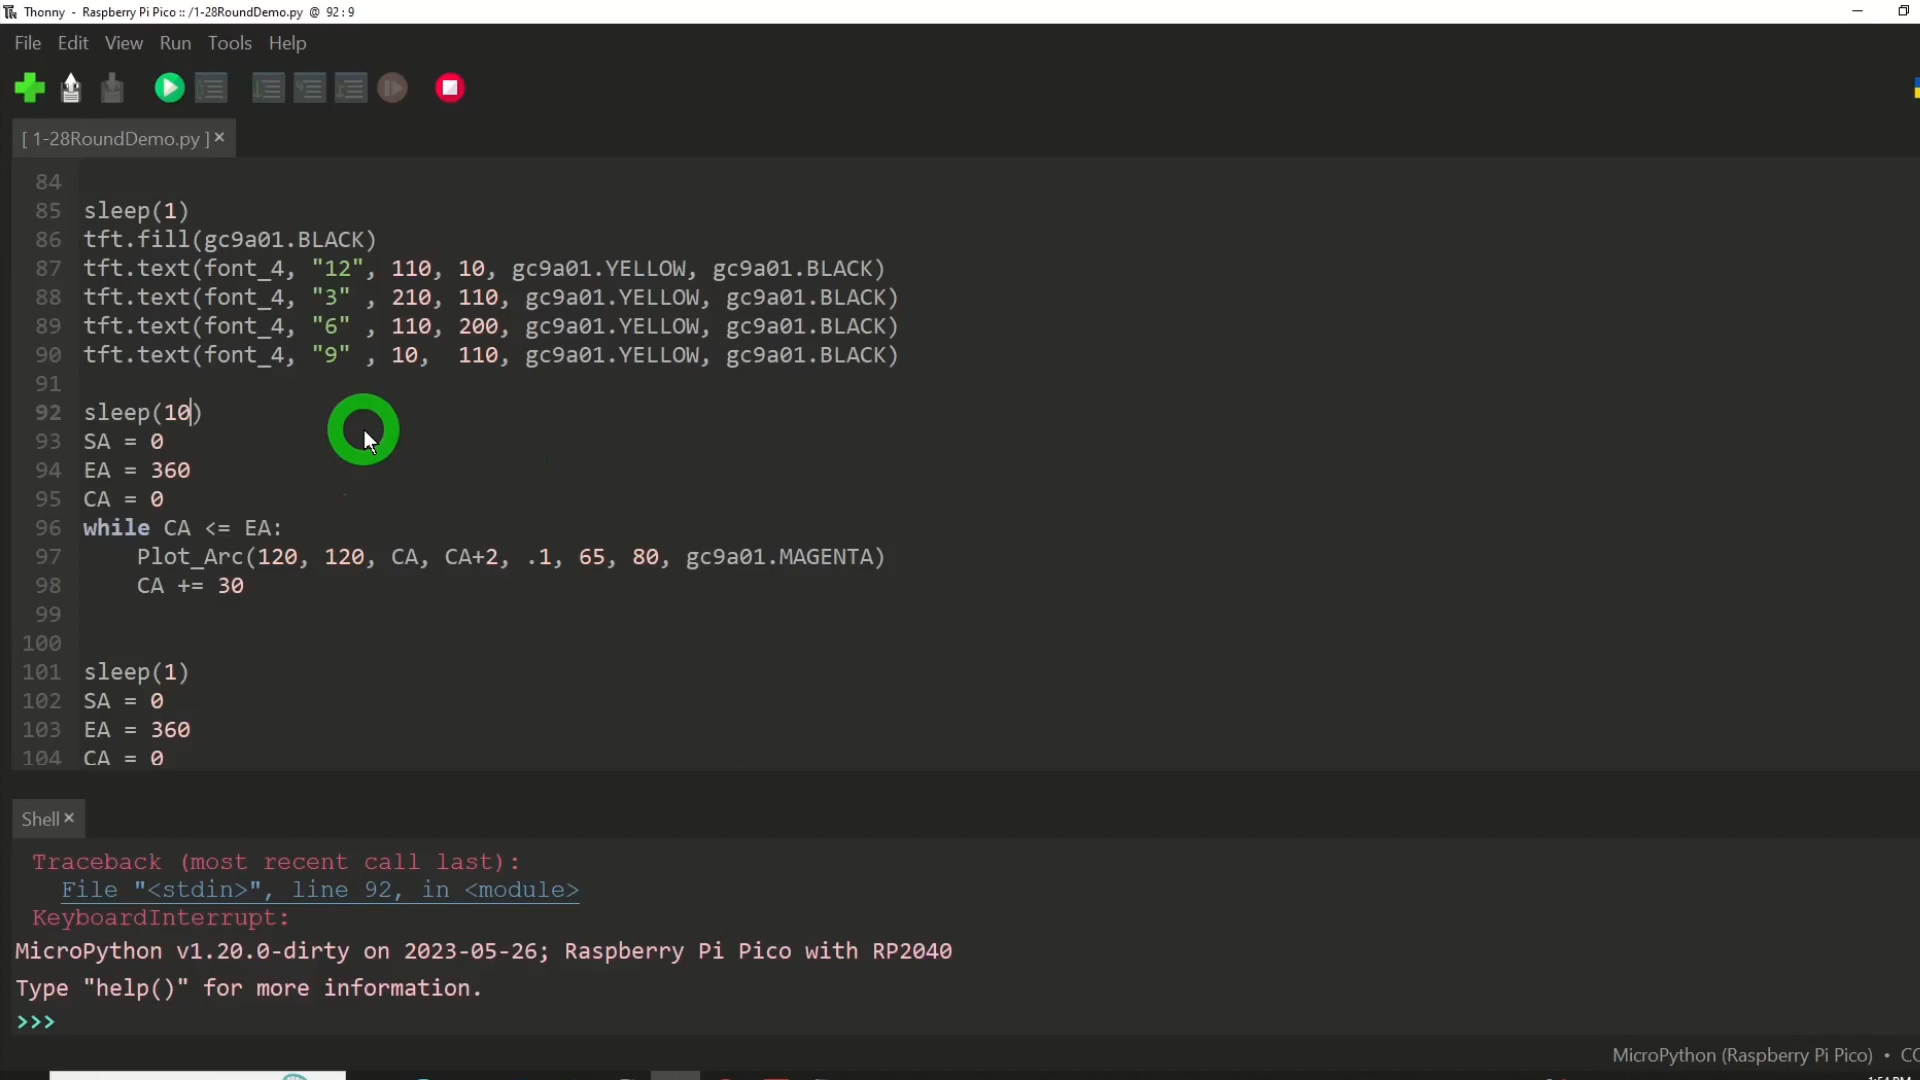 Thonny - Raspberry Pi Pico :: /1-28RoundDemo.py @ 92 : 9
File Edit View Run Tools Help
[ 1-28RoundDemo.py ] ×
84
85 sleep(1)
86 tft.fill(gc9a01.BLACK)
87 tft.text(font_4, "12", 110, 10, gc9a01.YELLOW, gc9a01.BLACK)
88 tft.text(font_4, "3" , 210, 110, gc9a01.YELLOW, gc9a01.BLACK)
89 tft.text(font_4, "6" , 110, 200, gc9a01.YELLOW, gc9a01.BLACK)
90 tft.text(font_4, "9" , 10,  110, gc9a01.YELLOW, gc9a01.BLACK)
91
92 sleep(10)
93 SA = 0
94 EA = 360
95 CA = 0
96 while CA <= EA:
97     Plot_Arc(120, 120, CA, CA+2, .1, 65, 80, gc9a01.MAGENTA)
98     CA += 30
99
100
101 sleep(1)
102 SA = 0
103 EA = 360
104 CA = 0
Shell ×
Traceback (most recent call last):
File "<stdin>", line 92, in <module>
KeyboardInterrupt:
MicroPython v1.20.0-dirty on 2023-05-26; Raspberry Pi Pico with RP2040
Type "help()" for more information.
>>>
MicroPython (Raspberry Pi Pico) • CO